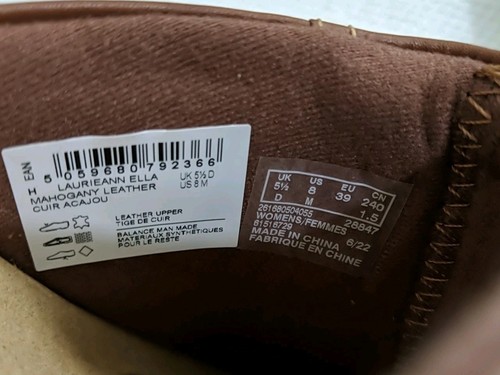 EAN
H 5 059680 792366
LAURIEANN ELLA
UK 5½ D
US 8 M
MAHOGANY LEATHER
CUIR ACAJOU
LEATHER UPPER
TIGE DE CUIR
BALANCE MAN MADE
MATERIAUX SYNTHETIQUES
POUR LE RESTE
UK US EU CN
5½ 8 39 240
D M 1.5
261680504055 28847
WOMENS/FEMMES
61516729 6/22
MADE IN CHINA
FABRIQUE EN CHINE